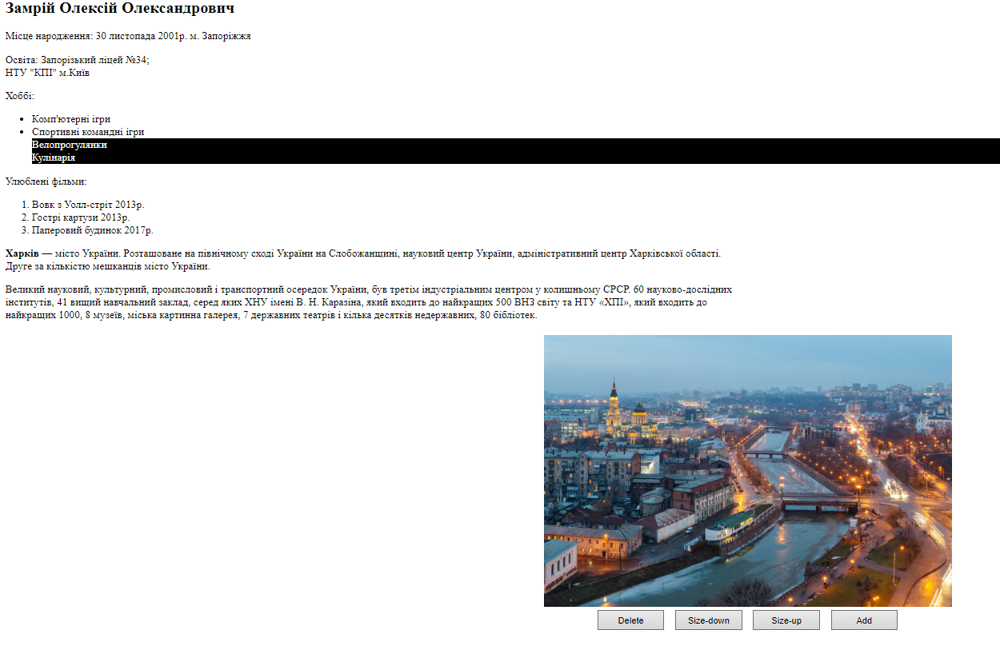 Замрій Олексій Олександрович
Місце народження: 30 листопада 2001р. м. Запоріжжя
Освіта: Запорізький ліцей №34;
НТУ "КПІ" м.Київ
Хоббі:
• Комп'ютерні ігри
• Спортивні командні ігри
Велопрогулянки
Кулінарія
Улюблені фільми:
1. Вовк з Уолл-стріт 2013р.
2. Гострі картузи 2013р.
3. Паперовий будинок 2017р.
Харків — місто України. Розташоване на північному сході України на Слобожанщині, науковий центр України, адміністративний центр Харківської області.
Друге за кількістю мешканців місто України.
Великий науковий, культурний, промисловий і транспортний осередок України, був третім індустріальним центром у колишньому СРСР. 60 науково-дослідних
інститутів, 41 вищий навчальний заклад, серед яких ХНУ імені В. Н. Каразіна, який входить до найкращих 500 ВНЗ світу та НТУ «ХПІ», який входить до
найкращих 1000, 8 музеїв, міська картинна галерея, 7 державних театрів і кілька десятків недержавних, 80 бібліотек.
Delete Size-down Size-up Add